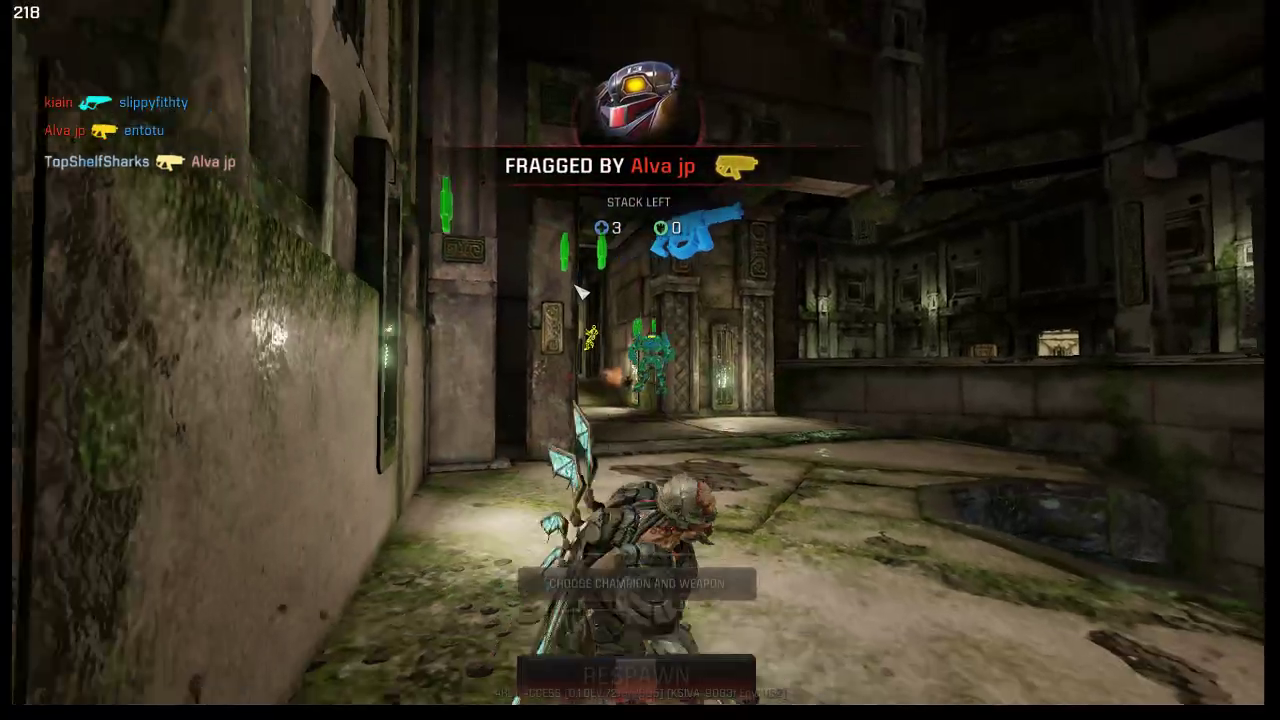 218
kiain slippyfithty
Alva jp entotu
TopShelfSharks Alva jp
FRAGGED BY Alva jp
STACK LEFT
3 0
CHOOSE CHAMPION AND WEAPON
RESPAWN